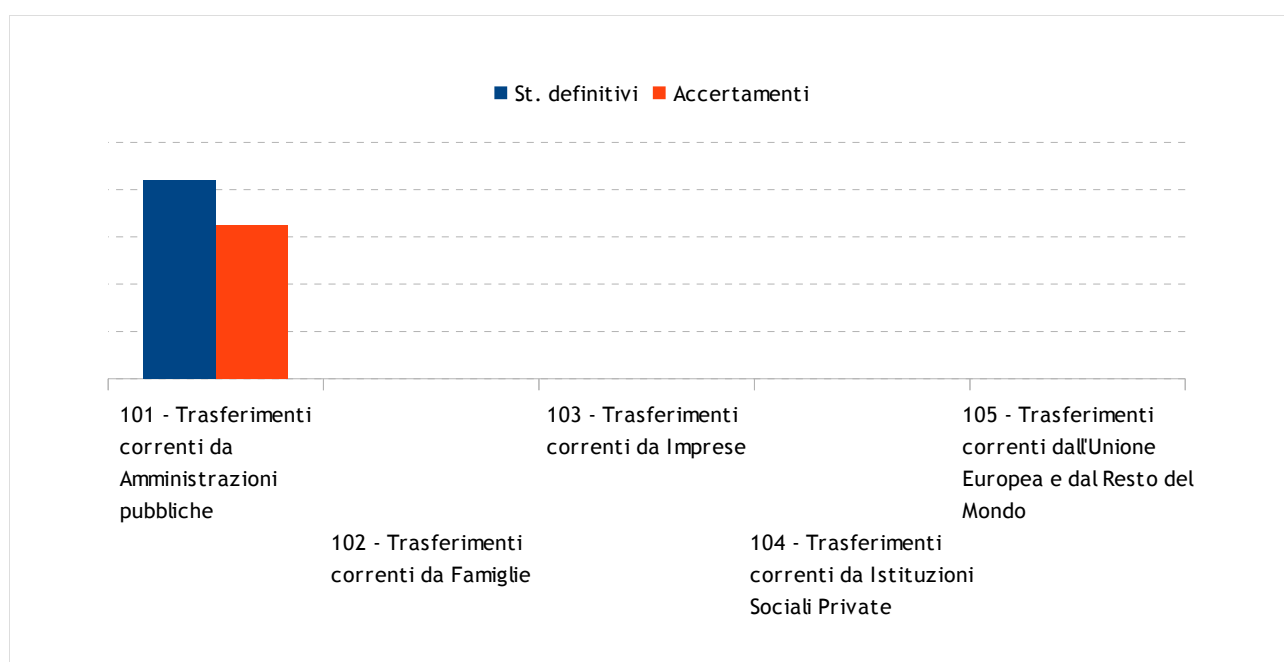 St. definitivi Accertamenti
101 - Trasferimenti
correnti da
Amministrazioni
pubbliche
102 - Trasferimenti
correnti da Famiglie
103 - Trasferimenti
correnti da Imprese
104 - Trasferimenti
correnti da Istituzioni
Sociali Private
105 - Trasferimenti
correnti dall'Unione
Europea e dal Resto del
Mondo